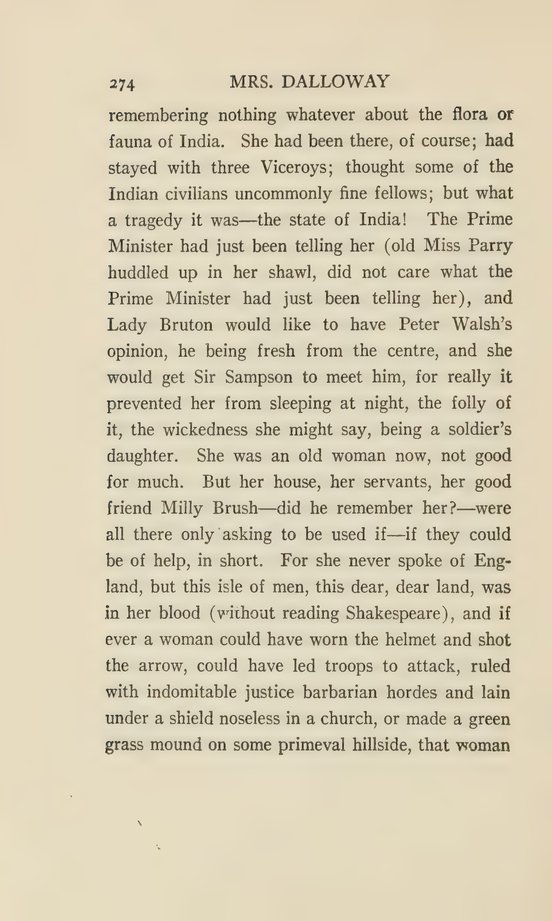 274 MRS. DALLOWAY
remembering nothing whatever about the flora or
fauna of India. She had been there, of course; had
stayed with three Viceroys; thought some of the
Indian civilians uncommonly fine fellows; but what
a tragedy it was—the state of India! The Prime
Minister had just been telling her (old Miss Parry
huddled up in her shawl, did not care what the
Prime Minister had just been telling her), and
Lady Bruton would like to have Peter Walsh's
opinion, he being fresh from the centre, and she
would get Sir Sampson to meet him, for really it
prevented her from sleeping at night, the folly of
it, the wickedness she might say, being a soldier's
daughter. She was an old woman now, not good
for much. But her house, her servants, her good
friend Milly Brush—did he remember her?—were
all there only asking to be used if—if they could
be of help, in short. For she never spoke of Eng-
land, but this isle of men, this dear, dear land, was
in her blood (without reading Shakespeare), and if
ever a woman could have worn the helmet and shot
the arrow, could have led troops to attack, ruled
with indomitable justice barbarian hordes and lain
under a shield noseless in a church, or made a green
grass mound on some primeval hillside, that woman